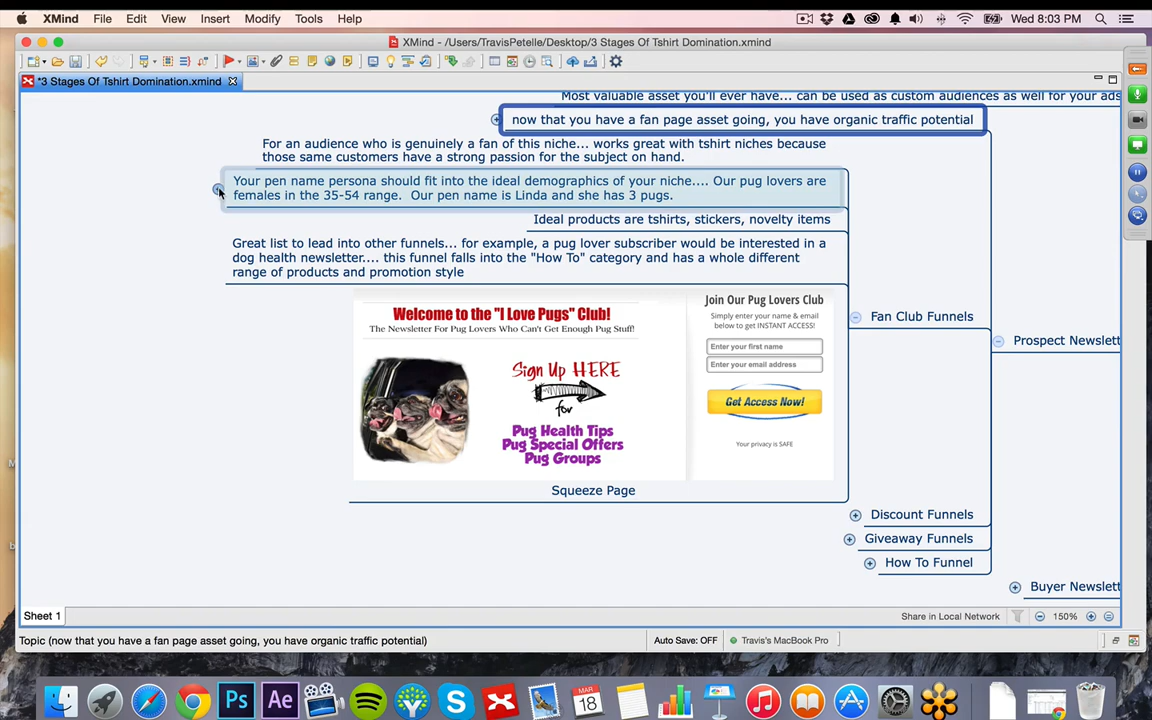 XMind File Edit View Insert Modify Tools Help Wed 8:03 PM
XMind - /Users/TravisPetelle/Desktop/3 Stages Of Tshirt Domination.xmind
*3 Stages Of Tshirt Domination.xmind
Most valuable asset you'll ever have... can be used as custom audiences as well for your ads
now that you have a fan page asset going, you have organic traffic potential
For an audience who is genuinely a fan of this niche... works great with tshirt niches because
those same customers have a strong passion for the subject on hand.
Your pen name persona should fit into the ideal demographics of your niche.... Our pug lovers are
females in the 35-54 range. Our pen name is Linda and she has 3 pugs.
Ideal products are tshirts, stickers, novelty items
Great list to lead into other funnels... for example, a pug lover subscriber would be interested in a
dog health newsletter.... this funnel falls into the "How To" category and has a whole different
range of products and promotion style
Welcome to the "I Love Pugs" Club!
The Newsletter For Pug Lovers Who Can't Get Enough Pug Stuff!
Sign Up HERE
for
Pug Health Tips
Pug Special Offers
Pug Groups
Join Our Pug Lovers Club
Simply enter your name & email
below to get INSTANT ACCESS!
Enter your first name
Enter your email address
Get Access Now!
Your privacy is SAFE
Squeeze Page
Fan Club Funnels
Prospect Newslett
Discount Funnels
Giveaway Funnels
How To Funnel
Buyer Newslett
Sheet 1
Share in Local Network
150%
Topic (now that you have a fan page asset going, you have organic traffic potential)
Auto Save: OFF
Travis's MacBook Pro
Ps
Ae
MAR
18